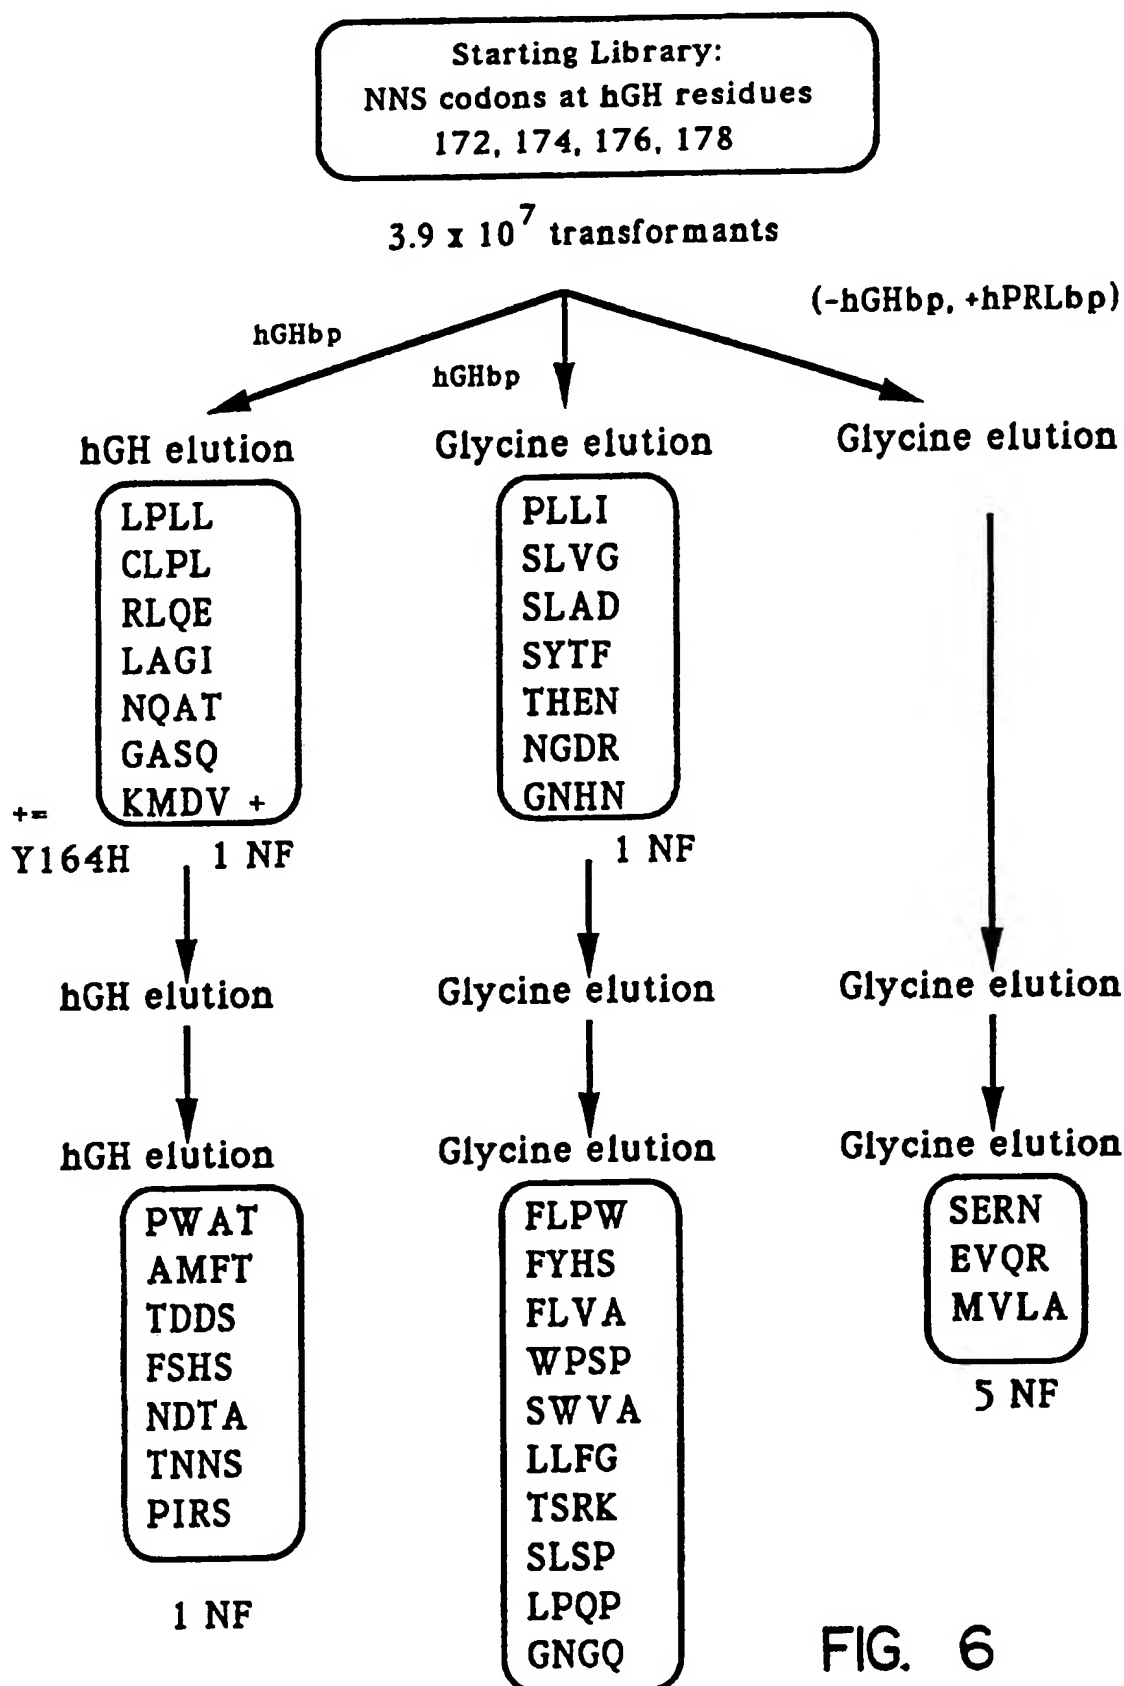 Starting Library:
NNS codons at hGH residues
172, 174, 176, 178
3.9 x 10^7 transformants
(-hGHbp, +hPRLbp)
hGHbp
hGHbp
hGH elution
Glycine elution
Glycine elution
LPLL
CLPL
RLQE
LAGI
NQAT
GASQ
KMDV +
+=
Y164H
1 NF
PLLI
SLVG
SLAD
SYTF
THEN
NGDR
GNHN
1 NF
hGH elution
Glycine elution
Glycine elution
hGH elution
Glycine elution
Glycine elution
PWAT
AMFT
TDDS
FSHS
NDTA
TNNS
PIRS
1 NF
FLPW
FYHS
FLVA
WPSP
SWVA
LLFG
TSRK
SLSP
LPQP
GNGQ
SERN
EVQR
MVLA
5 NF
FIG. 6